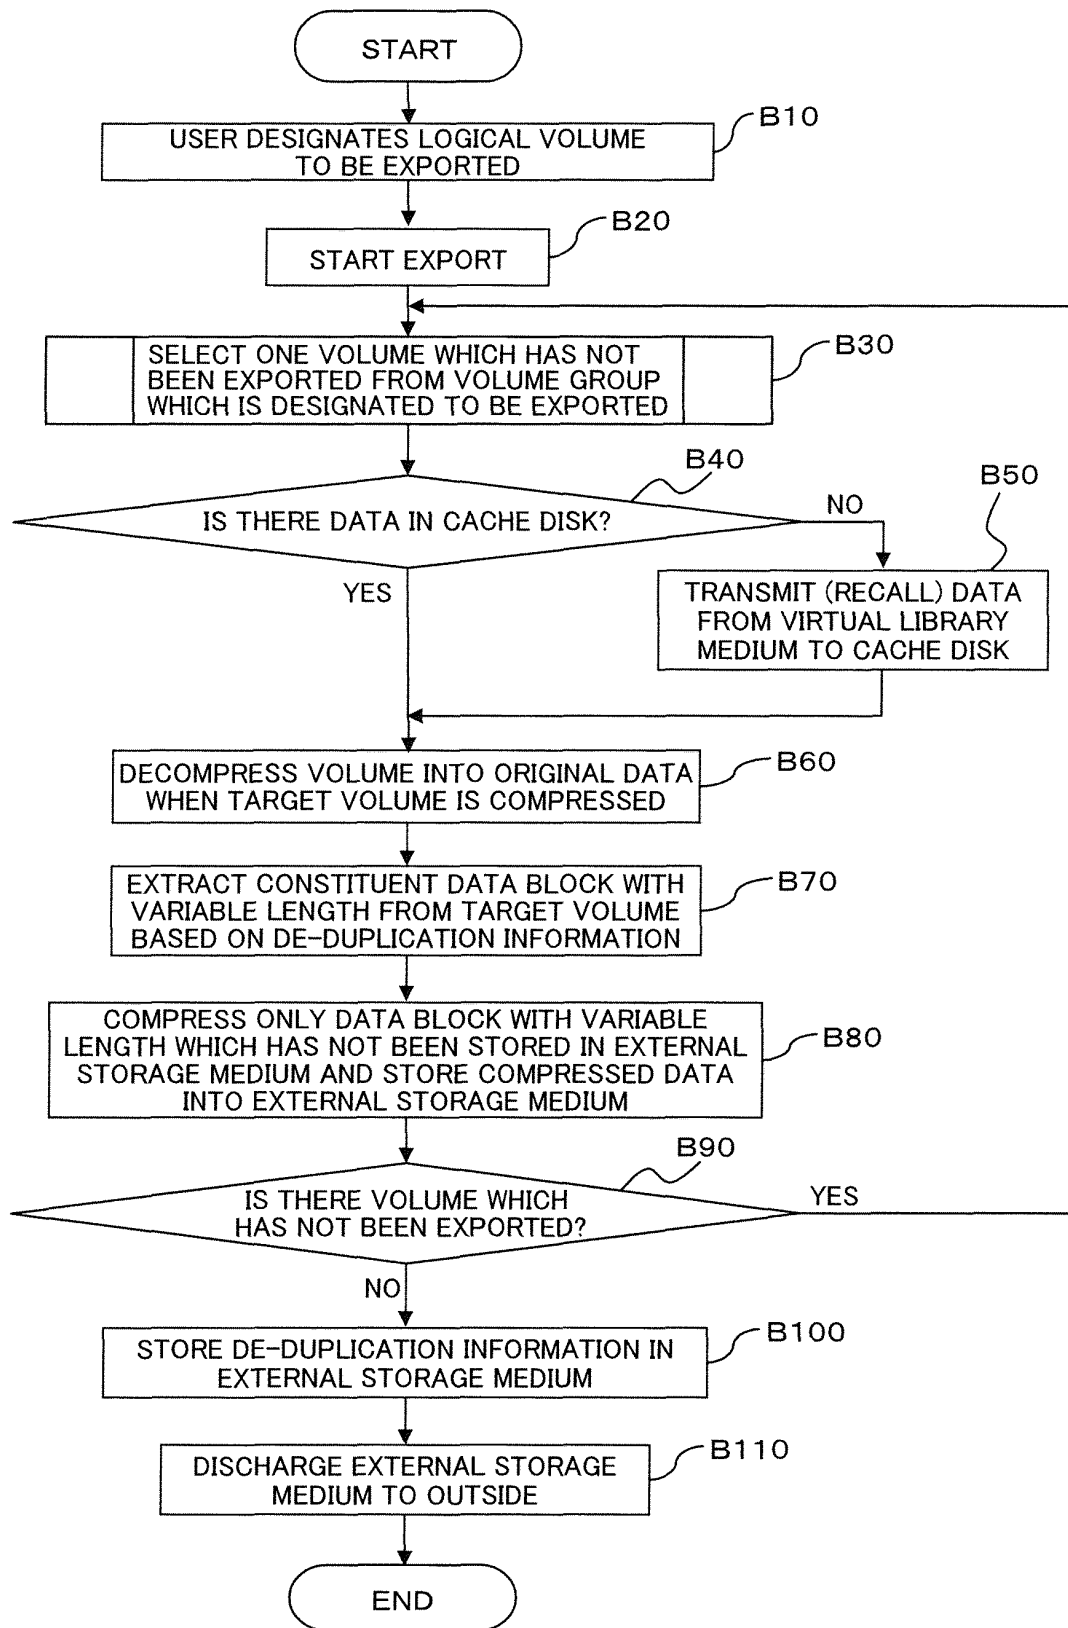 START
B10
USER DESIGNATES LOGICAL VOLUME
TO BE EXPORTED
B20
START EXPORT
B30
SELECT ONE VOLUME WHICH HAS NOT
BEEN EXPORTED FROM VOLUME GROUP
WHICH IS DESIGNATED TO BE EXPORTED
B40
IS THERE DATA IN CACHE DISK?
NO
B50
YES
TRANSMIT (RECALL) DATA
FROM VIRTUAL LIBRARY
MEDIUM TO CACHE DISK
B60
DECOMPRESS VOLUME INTO ORIGINAL DATA
WHEN TARGET VOLUME IS COMPRESSED
B70
EXTRACT CONSTITUENT DATA BLOCK WITH
VARIABLE LENGTH FROM TARGET VOLUME
BASED ON DE-DUPLICATION INFORMATION
B80
COMPRESS ONLY DATA BLOCK WITH VARIABLE
LENGTH WHICH HAS NOT BEEN STORED IN EXTERNAL
STORAGE MEDIUM AND STORE COMPRESSED DATA
INTO EXTERNAL STORAGE MEDIUM
B90
IS THERE VOLUME WHICH
HAS NOT BEEN EXPORTED?
YES
NO
B100
STORE DE-DUPLICATION INFORMATION IN
EXTERNAL STORAGE MEDIUM
B110
DISCHARGE EXTERNAL STORAGE
MEDIUM TO OUTSIDE
END